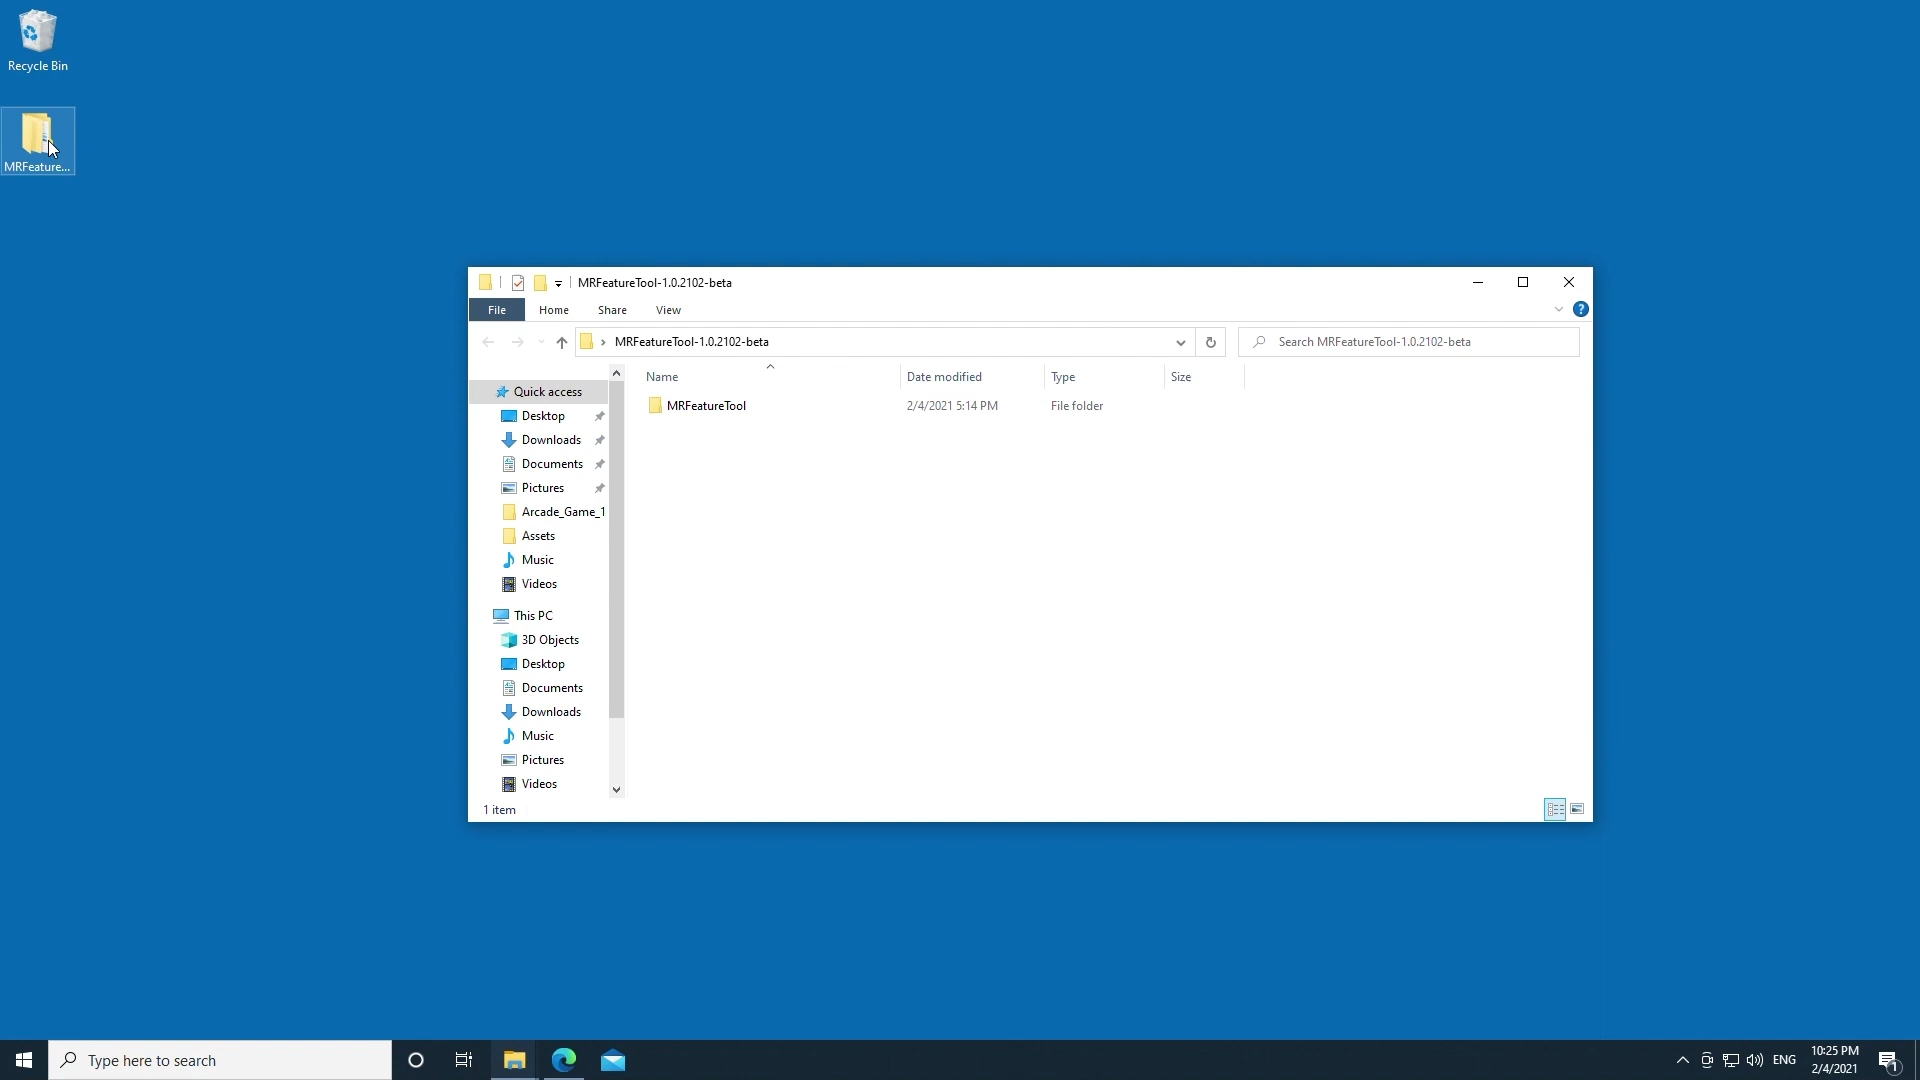 Recycle Bin
MRFeature...
MRFeatureTool-1.0.2102-beta
File
Home
Share
View
?
MRFeatureTool-1.0.2102-beta
Search MRFeatureTool-1.0.2102-beta
Name
Date modified
Type
Size
MRFeatureTool
2/4/2021 5:14 PM
File folder
Quick access
Desktop
Downloads
Documents
Pictures
Arcade_Game_1
Assets
Music
Videos
This PC
3D Objects
Desktop
Documents
Downloads
Music
Pictures
Videos
1 item
Type here to search
ENG
10:25 PM
2/4/2021
1